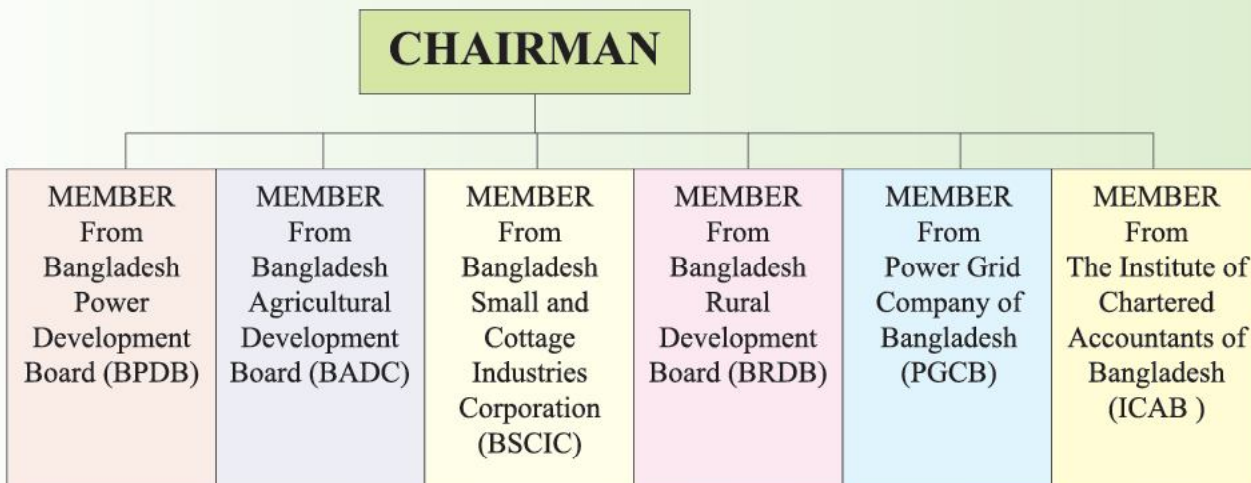 CHAIRMAN
MEMBER
From
Bangladesh
Power
Development
Board (BPDB)
MEMBER
From
Bangladesh
Agricultural
Development
Board (BADC)
MEMBER
From
Bangladesh
Small and
Cottage
Industries
Corporation
(BSCIC)
MEMBER
From
Bangladesh
Rural
Development
Board (BRDB)
MEMBER
From
Power Grid
Company of
Bangladesh
(PGCB)
MEMBER
From
The Institute of
Chartered
Accountants of
Bangladesh
(ICAB )